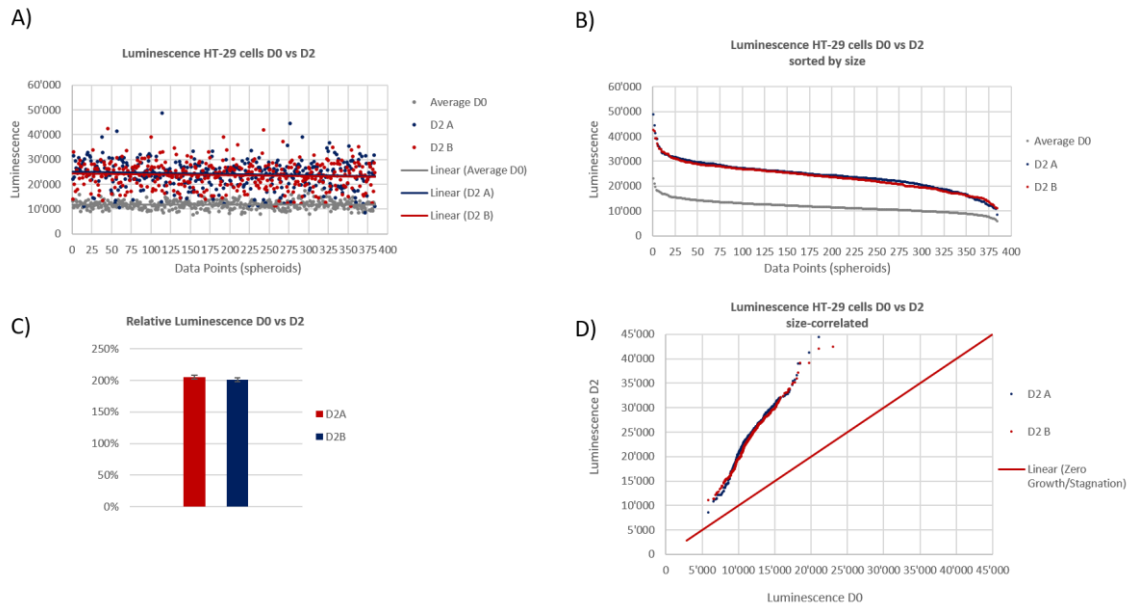 A)
Luminescence HT-29 cells D0 vs D2
60'000
50'000
40'000
30'000
20'000
10'000
0
Luminescence
0 25 50 75 100 125 150 175 200 225 250 275 300 325 350 375
Data Points (spheroids)
Average D0
D2 A
D2 B
Linear (Average D0)
Linear (D2 A)
Linear (D2 B)
B)
Luminescence HT-29 cells D0 vs D2
sorted by size
60'000
50'000
40'000
30'000
20'000
10'000
0
Luminescence
0 25 50 75 100 125 150 175 200 225 250 275 300 325 350 375 400
Data Points (spheroids)
Average D0
D2 A
D2 B
C)
Relative Luminescence D0 vs D2
250%
200%
150%
100%
50%
0%
D2A
D2B
D)
Luminescence HT-29 cells D0 vs D2
size-correlated
45'000
40'000
35'000
30'000
25'000
20'000
15'000
10'000
5'000
0
Luminescence D2
0 5'000 10'000 15'000 20'000 25'000 30'000 35'000 40'000 45'000
Luminescence D0
D2 A
D2 B
Linear (Zero
Growth/Stagnation)